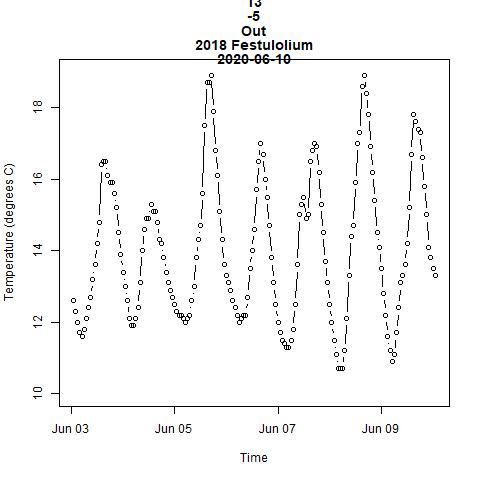 13
-5
Out
2018 Festulolium
2020-06-10
Temperature (degrees C)
18
16
14
12
10
Jun 03
Jun 05
Jun 07
Jun 09
Time